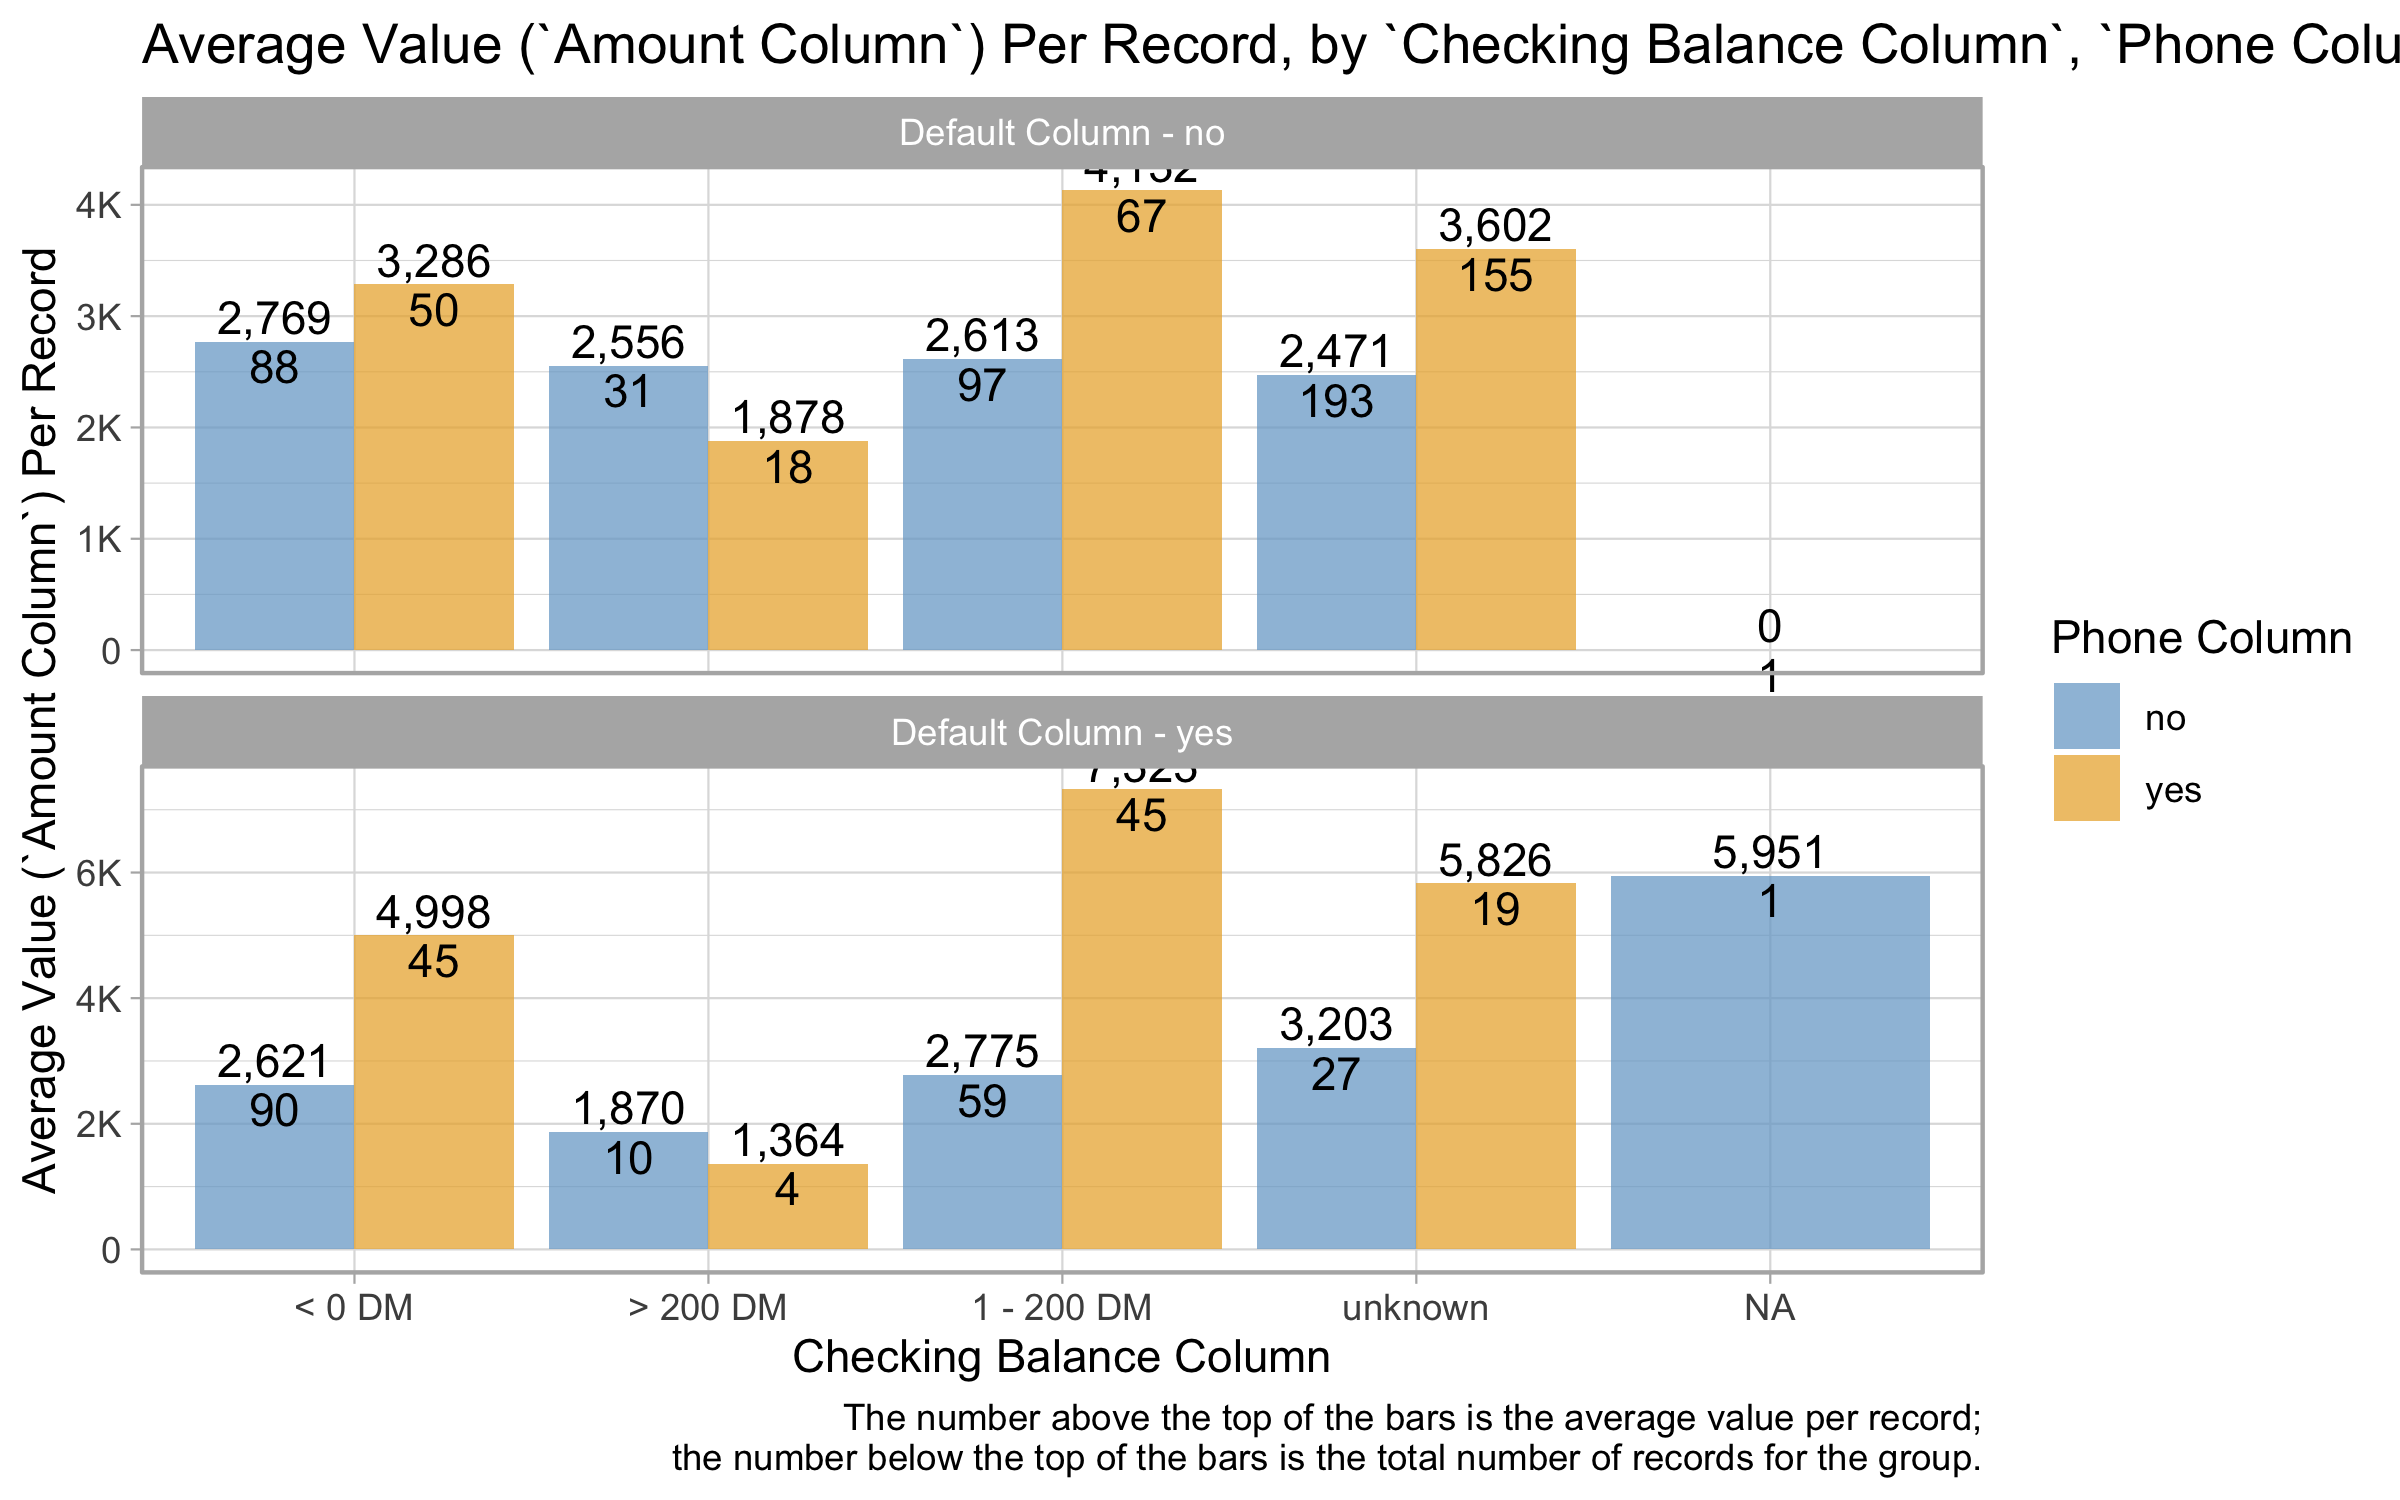 Average Value (`Amount Column`) Per Record, by `Checking Balance Column`, `Phone Colu
Default Column - no
4K
3K
2K
1K
0
2,769
88
3,286
50
2,556
31
1,878
18
2,613
97
67
2,471
193
3,602
155
0
1
Default Column - yes
6K
4K
2K
0
2,621
90
4,998
45
1,870
10
1,364
4
2,775
59
45
3,203
27
5,826
19
5,951
1
< 0 DM
> 200 DM
1 - 200 DM
unknown
NA
Checking Balance Column
Average Value (`Amount Column`) Per Record
Phone Column
no
yes
The number above the top of the bars is the average value per record;
the number below the top of the bars is the total number of records for the group.